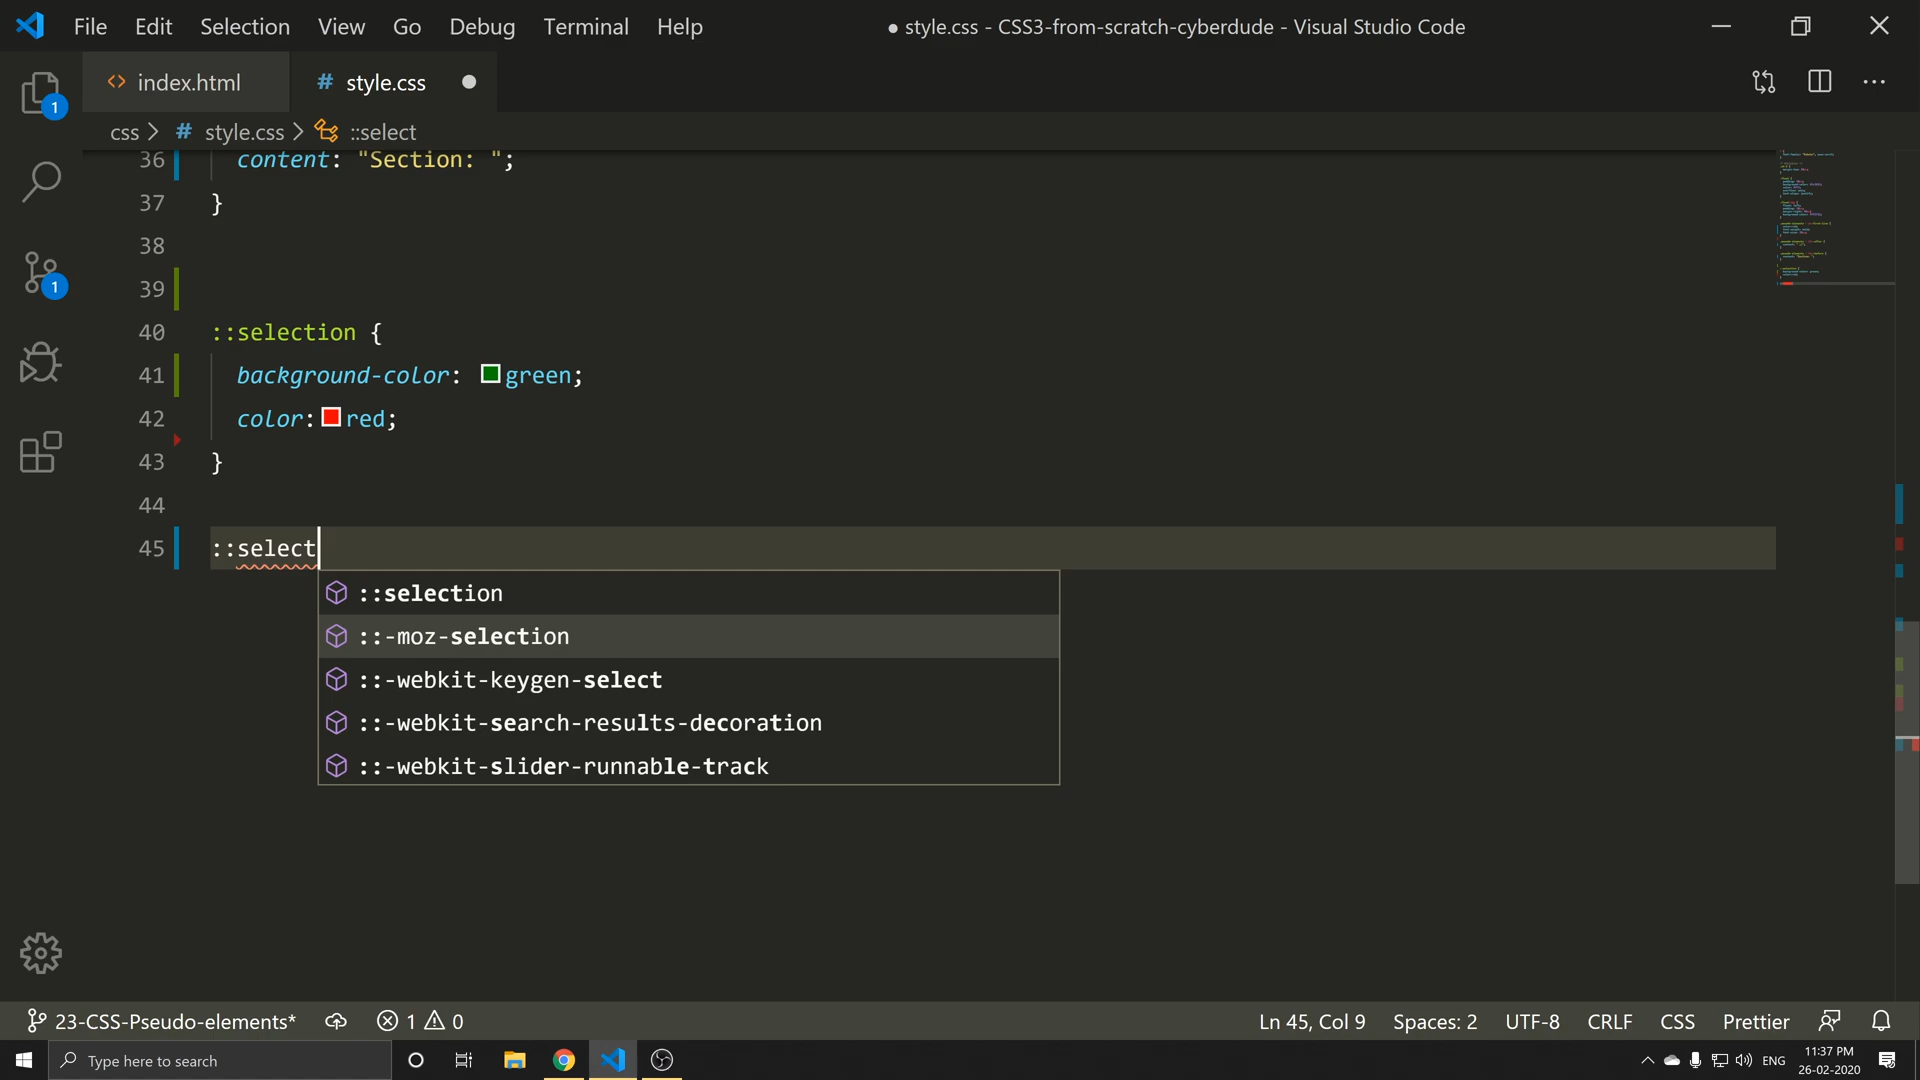 File Edit Selection View Go Debug Terminal Help
● style.css - CSS3-from-scratch-cyberdude - Visual Studio Code
<> index.html
# style.css
css > # style.css > ::select
36 content: "Section: ";
37 }
38
39
40 ::selection {
41 background-color: green;
42 color: red;
43 }
44
45 ::select
::selection
::-moz-selection
::-webkit-keygen-select
::-webkit-search-results-decoration
::-webkit-slider-runnable-track
1
1
23-CSS-Pseudo-elements* 1 0
Ln 45, Col 9 Spaces: 2 UTF-8 CRLF CSS Prettier
Type here to search
ENG
11:37 PM
26-02-2020